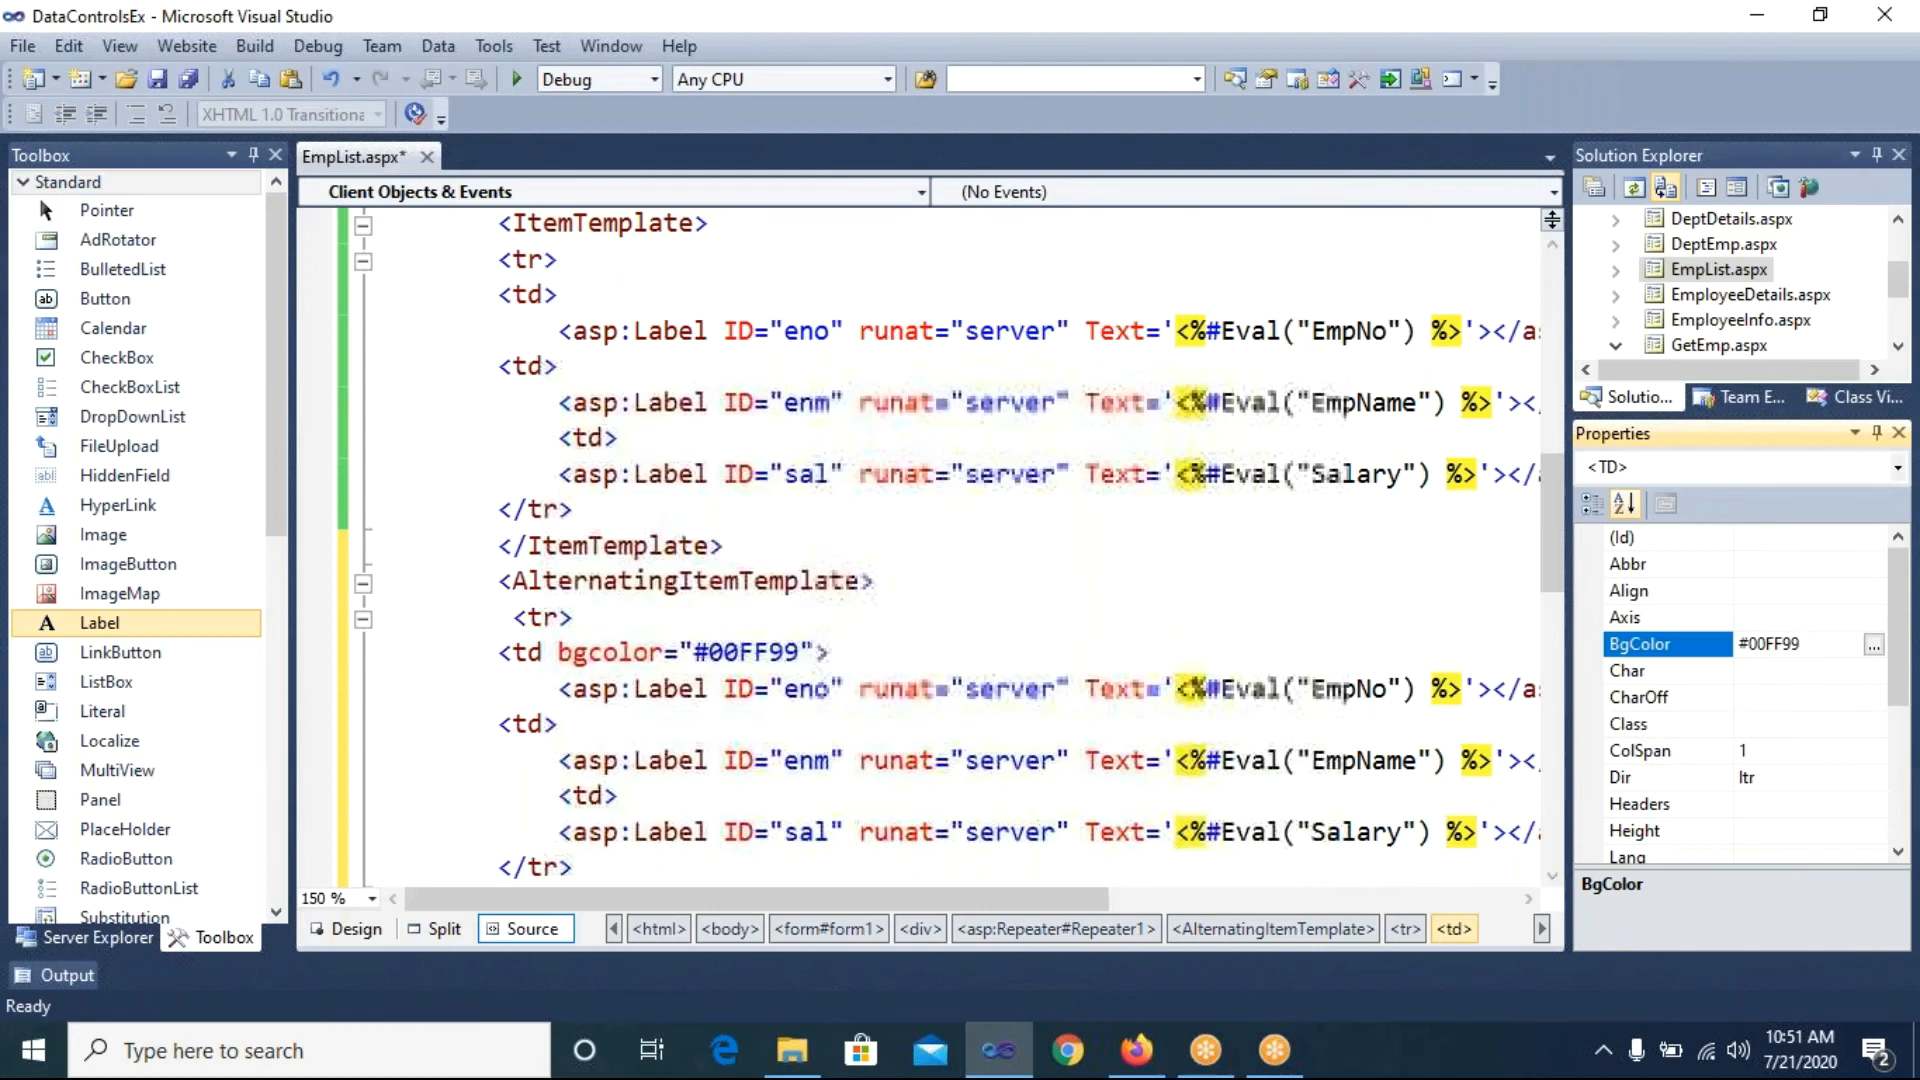 DataControlsEx - Microsoft Visual Studio
File Edit View Website Build Debug Team Data Tools Test Window Help
Debug Any CPU
XHTML 1.0 Transitiona
Toolbox
Standard
Pointer
AdRotator
BulletedList
Button
Calendar
CheckBox
CheckBoxList
DropDownList
FileUpload
HiddenField
HyperLink
Image
ImageButton
ImageMap
Label
LinkButton
ListBox
Literal
Localize
MultiView
Panel
PlaceHolder
RadioButton
RadioButtonList
Substitution
Server Explorer Toolbox
EmpList.aspx*
Client Objects & Events (No Events)
<ItemTemplate>
<tr>
<td>
<asp:Label ID="eno" runat="server" Text='<%#Eval("EmpNo") %>'></a
<td>
<asp:Label ID="enm" runat="server" Text='<%#Eval("EmpName") %>'></
<td>
<asp:Label ID="sal" runat="server" Text='<%#Eval("Salary") %>'></
</tr>
</ItemTemplate>
<AlternatingItemTemplate>
<tr>
<td bgcolor="#00FF99">
<asp:Label ID="eno" runat="server" Text='<%#Eval("EmpNo") %>'></a
<td>
<asp:Label ID="enm" runat="server" Text='<%#Eval("EmpName") %>'></
<td>
<asp:Label ID="sal" runat="server" Text='<%#Eval("Salary") %>'></
</tr>
150 %
Design Split Source <html> <body> <form#form1> <div> <asp:Repeater#Repeater1> <AlternatingItemTemplate> <tr> <td>
Solution Explorer
DeptDetails.aspx
DeptEmp.aspx
EmpList.aspx
EmployeeDetails.aspx
EmployeeInfo.aspx
GetEmp.aspx
Solutio... Team E... Class Vi...
Properties
<TD>
(Id)
Abbr
Align
Axis
BgColor #00FF99 ...
Char
CharOff
Class
ColSpan 1
Dir ltr
Headers
Height
Lang
BgColor
Output
Ready
Type here to search
10:51 AM
7/21/2020
2